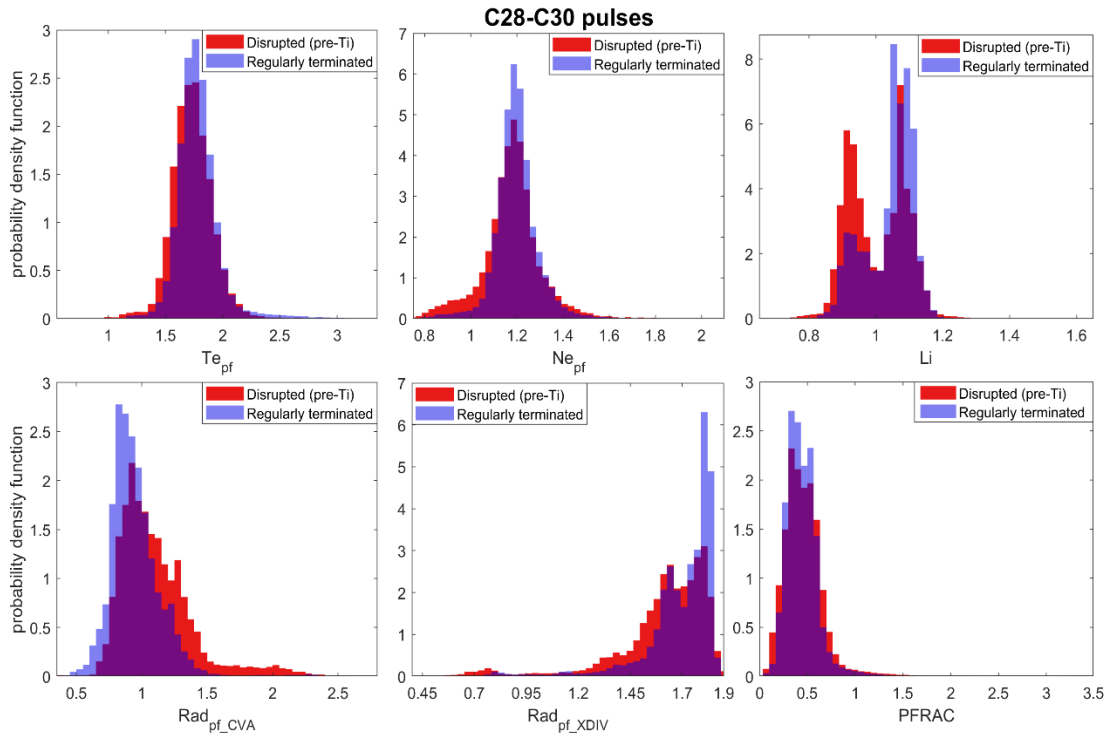 C28-C30 pulses
probability density function
3
2.5
2
1.5
1
0.5
0
Disrupted (pre-Ti)
Regularly terminated
1 1.5 2 2.5 3
Te_pf
7
6
5
4
3
2
1
0
Disrupted (pre-Ti)
Regularly terminated
0.8 1 1.2 1.4 1.6 1.8 2
Ne_pf
8
6
4
2
0
Disrupted (pre-Ti)
Regularly terminated
0.8 1 1.2 1.4 1.6
Li
probability density function
3
2.5
2
1.5
1
0.5
0
Disrupted (pre-Ti)
Regularly terminated
0.5 1 1.5 2 2.5
Rad_pf_CVA
7
6
5
4
3
2
1
0
Disrupted (pre-Ti)
Regularly terminated
0.45 0.7 0.95 1.2 1.45 1.7 1.9
Rad_pf_XDIV
3
2.5
2
1.5
1
0.5
0
Disrupted (pre-Ti)
Regularly terminated
0 0.5 1 1.5 2 2.5 3 3.5
PFRAC